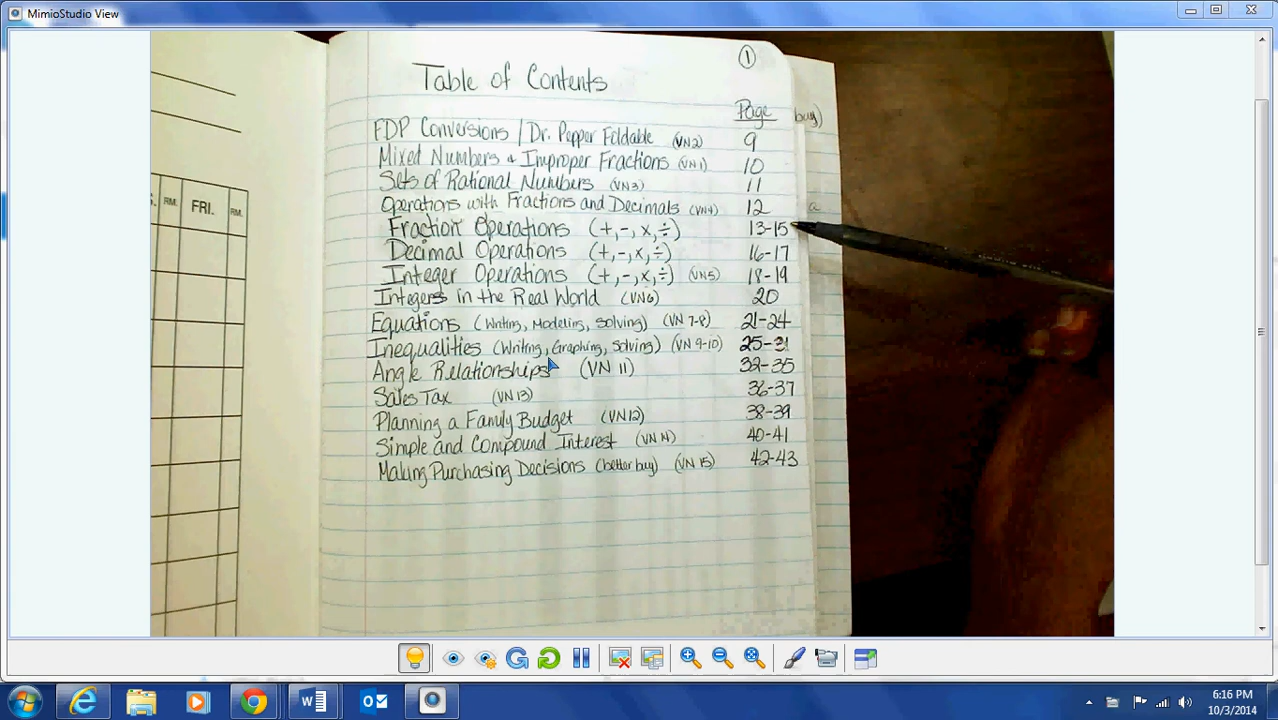 MimioStudio View
1
Table of Contents
Page
buy)
FDP Conversions / Dr. Pepper Foldable (VN2) 9
Mixed Numbers & Improper Fractions (VN1) 10
Sets of Rational Numbers (VN3) 11
Operations with Fractions and Decimals (VN4) 12
a
Fraction Operations (+,-,x,÷) 13-15
Decimal Operations (+,-,x,÷) 16-17
Integer Operations (+,-,x,÷) (VN5) 18-19
Integers in the Real World (VN6) 20
Equations (Writing, Modeling, Solving) (VN 7-8) 21-24
Inequalities (Writing, Graphing, Solving) (VN 9-10) 25-31
Angle Relationships (VN 11) 32-35
Sales Tax (VN13) 36-37
Planning a Family Budget (VN12) 38-39
Simple and Compound Interest (VN 14) 40-41
Making Purchasing Decisions (better buy) (VN 15) 42-43
RM. FRI. RM.
6:16 PM
10/3/2014